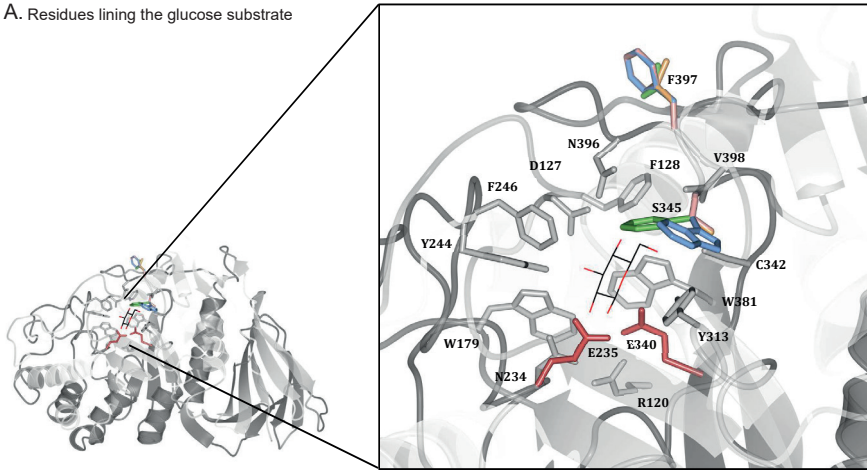 A. Residues lining the glucose substrate
F397
N396
V398
D127
F128
F246
S345
Y244
C342
W381
W179
Y313
E235
E340
N234
R120